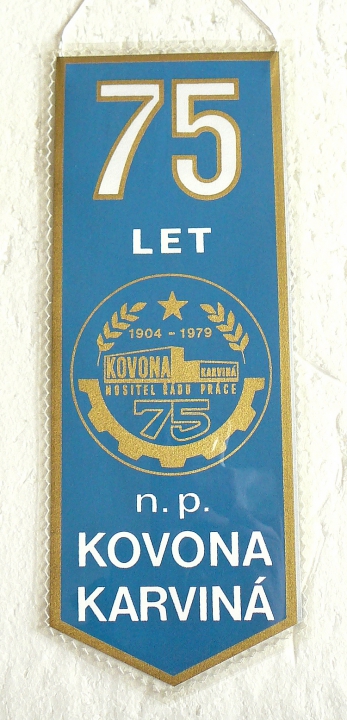 75
LET
1904 - 1979
KOVONA
KARVINÁ
NOSITEL ŘÁDU PRÁCE
75
n.p.
KOVONA
KARVINÁ